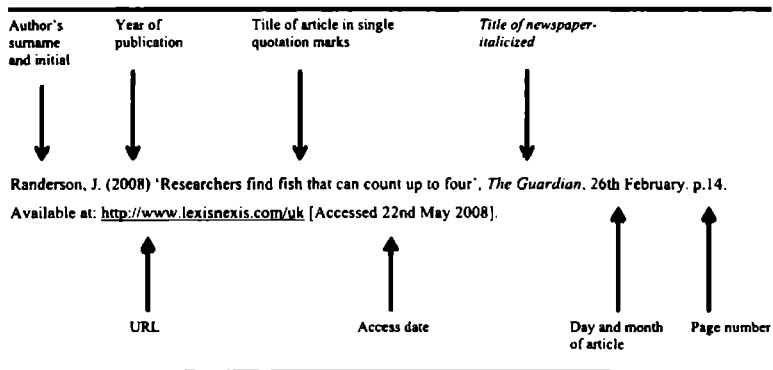 Author's surname and initial
Year of publication
Title of article in single quotation marks
Title of newspaper- italicized
Randerson, J. (2008) 'Researchers find fish that can count up to four', The Guardian, 26th February. p.14.
Available at: http://www.lexisnexis.com/uk [Accessed 22nd May 2008].
URL
Access date
Day and month of article
Page number